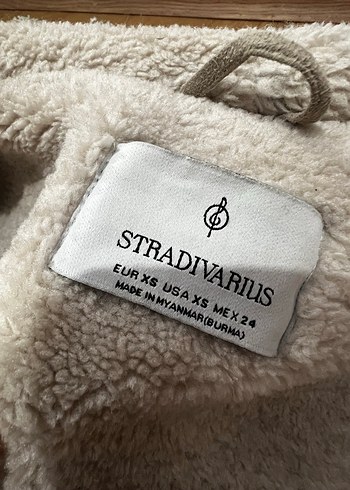 STRADIVARIUS
EUR XS USA XS MEX 24
MADE IN MYANMAR(BURMA)